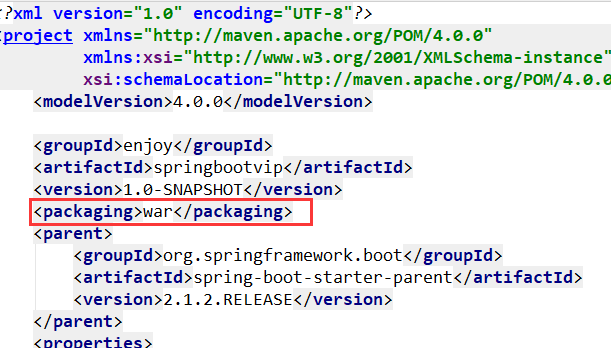 <?xml version="1.0" encoding="UTF-8"?>
<project xmlns="http://maven.apache.org/POM/4.0.0"
xmlns:xsi="http://www.w3.org/2001/XMLSchema-instance"
xsi:schemaLocation="http://maven.apache.org/POM/4.0.0
<modelVersion>4.0.0</modelVersion>
<groupId>enjoy</groupId>
<artifactId>springbootvip</artifactId>
<version>1.0-SNAPSHOT</version>
<packaging>war</packaging>
<parent>
<groupId>org.springframework.boot</groupId>
<artifactId>spring-boot-starter-parent</artifactId>
<version>2.1.2.RELEASE</version>
</parent>
<properties>